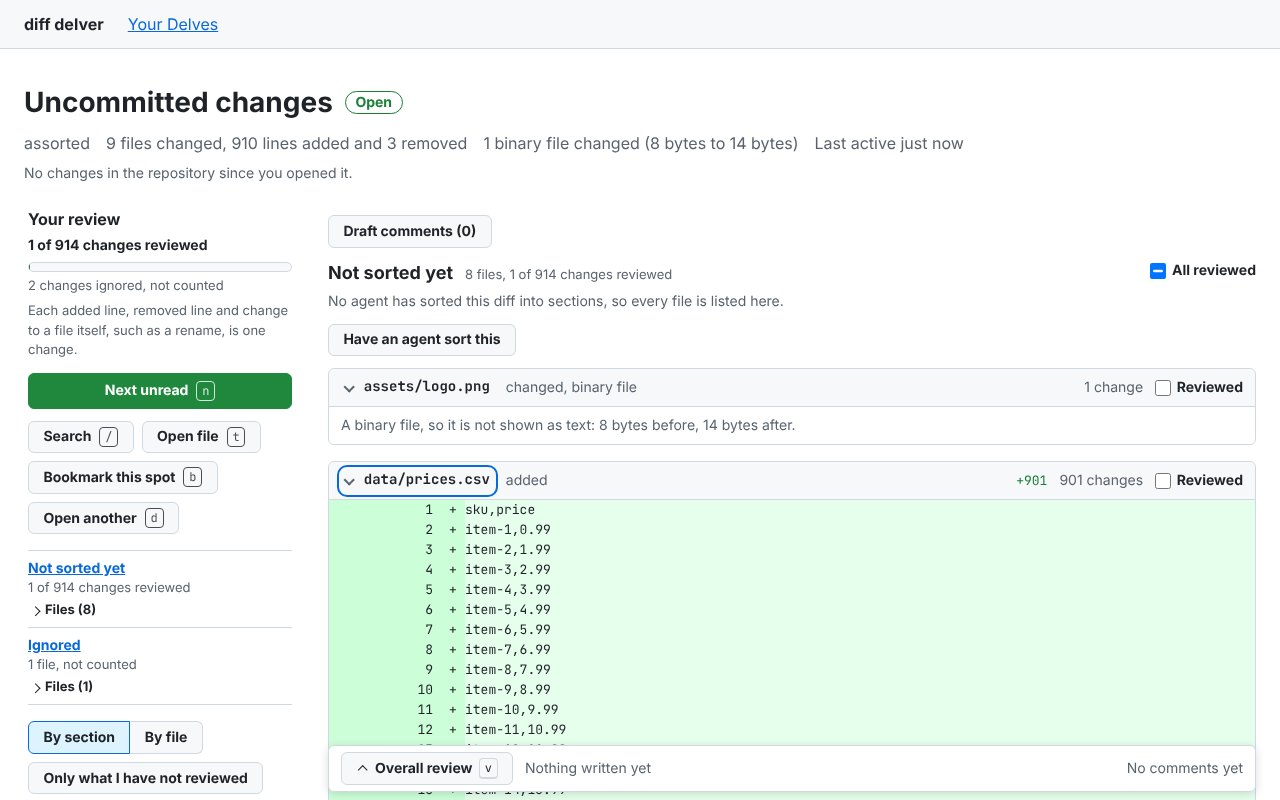 diff delver Your Delves
Uncommitted changes Open
assorted 9 files changed, 910 lines added and 3 removed 1 binary file changed (8 bytes to 14 bytes) Last active just now
No changes in the repository since you opened it.
Your review
1 of 914 changes reviewed
2 changes ignored, not counted
Each added line, removed line and change
to a file itself, such as a rename, is one
change.
Next unread n
Search / Open file t
Bookmark this spot b
Open another d
Not sorted yet
1 of 914 changes reviewed
Files (8)
Ignored
1 file, not counted
Files (1)
By section By file
Only what I have not reviewed
Draft comments (0)
Not sorted yet 8 files, 1 of 914 changes reviewed All reviewed
No agent has sorted this diff into sections, so every file is listed here.
Have an agent sort this
assets/logo.png changed, binary file 1 change Reviewed
A binary file, so it is not shown as text: 8 bytes before, 14 bytes after.
data/prices.csv added +901 901 changes Reviewed
1 + sku,price
2 + item-1,0.99
3 + item-2,1.99
4 + item-3,2.99
5 + item-4,3.99
6 + item-5,4.99
7 + item-6,5.99
8 + item-7,6.99
9 + item-8,7.99
10 + item-9,8.99
11 + item-10,9.99
12 + item-11,10.99
Overall review v Nothing written yet No comments yet